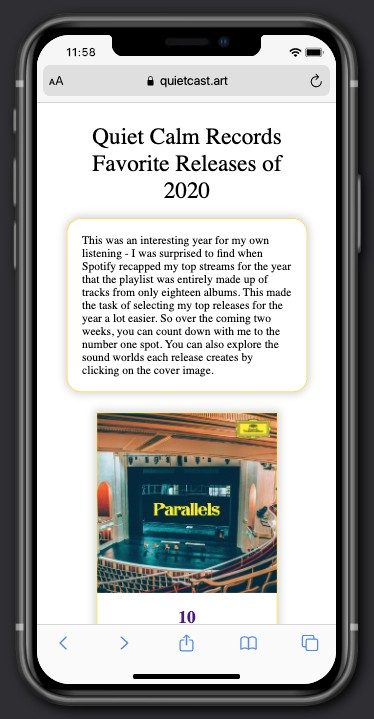 11:58
AA
quietcast.art
Quiet Calm Records
Favorite Releases of
2020
This was an interesting year for my own
listening - I was surprised to find when
Spotify recapped my top streams for the year
that the playlist was entirely made up of
tracks from only eighteen albums. This made
the task of selecting my top releases for the
year a lot easier. So over the coming two
weeks, you can count down with me to the
number one spot. You can also explore the
sound worlds each release creates by
clicking on the cover image.
Parallels
10